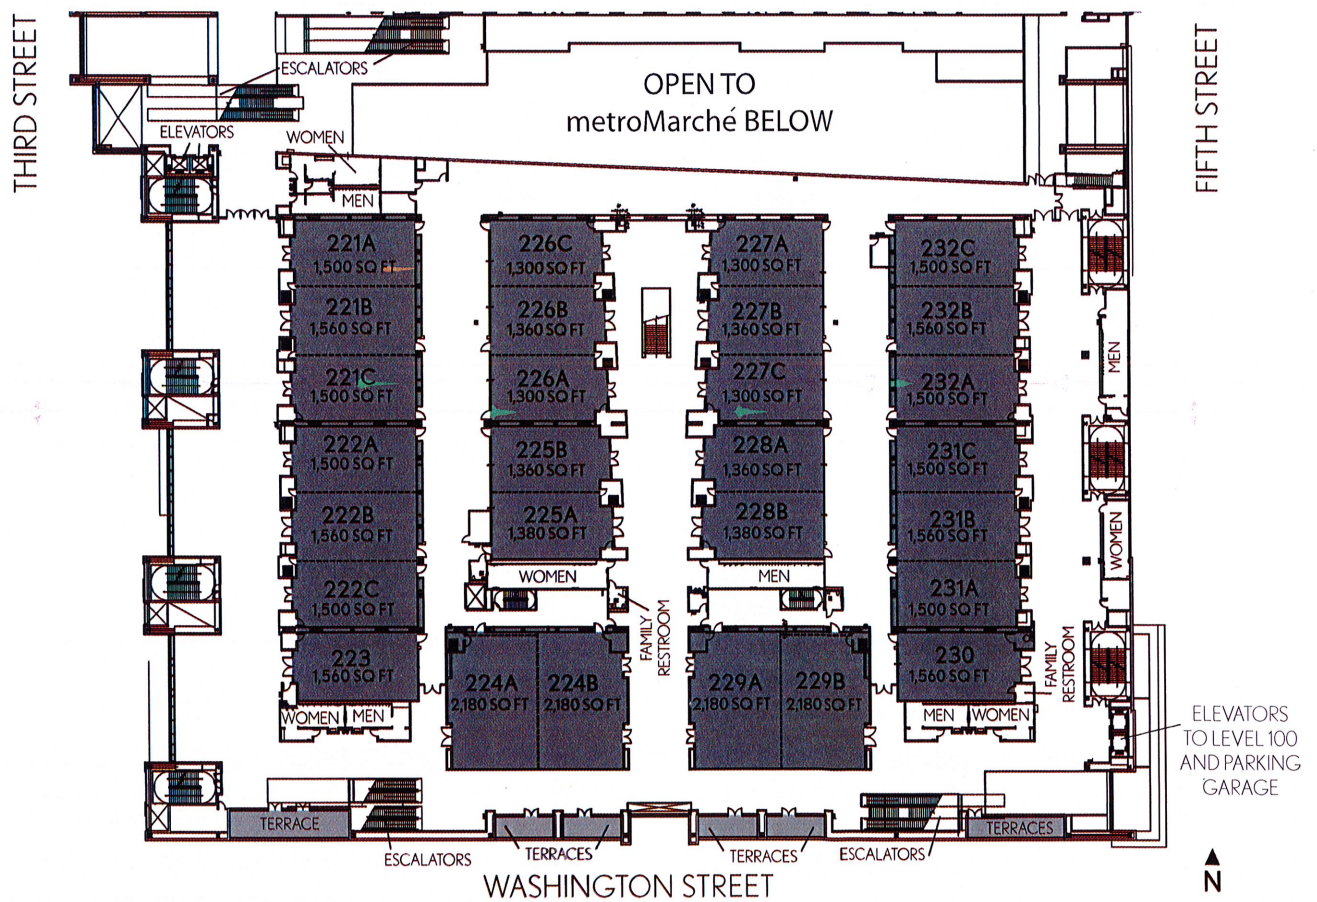 THIRD STREET
FIFTH STREET
ESCALATORS
OPEN TO
metroMarché BELOW
ELEVATORS
WOMEN
MEN
221A
1,500 SQ FT
226C
1,300 SQ FT
227A
1,300 SQ FT
232C
1,500 SQ FT
221B
1,560 SQ FT
226B
1,360 SQ FT
227B
1,360 SQ FT
232B
1,560 SQ FT
MEN
221C
1,500 SQ FT
226A
1,300 SQ FT
227C
1,300 SQ FT
232A
1,500 SQ FT
222A
1,500 SQ FT
225B
1,360 SQ FT
228A
1,360 SQ FT
231C
1,500 SQ FT
222B
1,560 SQ FT
225A
1,380 SQ FT
228B
1,380 SQ FT
231B
1,560 SQ FT
WOMEN
WOMEN
MEN
222C
1,500 SQ FT
231A
1,500 SQ FT
FAMILY
RESTROOM
223
1,560 SQ FT
224A
2,180 SQ FT
224B
2,180 SQ FT
229A
2,180 SQ FT
229B
2,180 SQ FT
230
1,560 SQ FT
FAMILY
RESTROOM
WOMEN
MEN
MEN
WOMEN
ELEVATORS
TO LEVEL 100
AND PARKING
GARAGE
TERRACE
TERRACES
ESCALATORS
TERRACES
TERRACES
ESCALATORS
WASHINGTON STREET
N